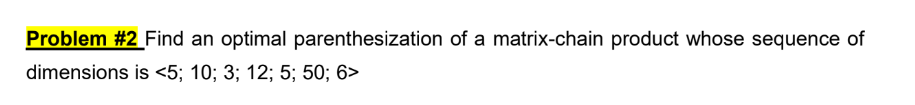 Problem #2 Find an optimal parenthesization of a matrix-chain product whose sequence of
dimensions is <5; 10; 3; 12; 5; 50; 6>